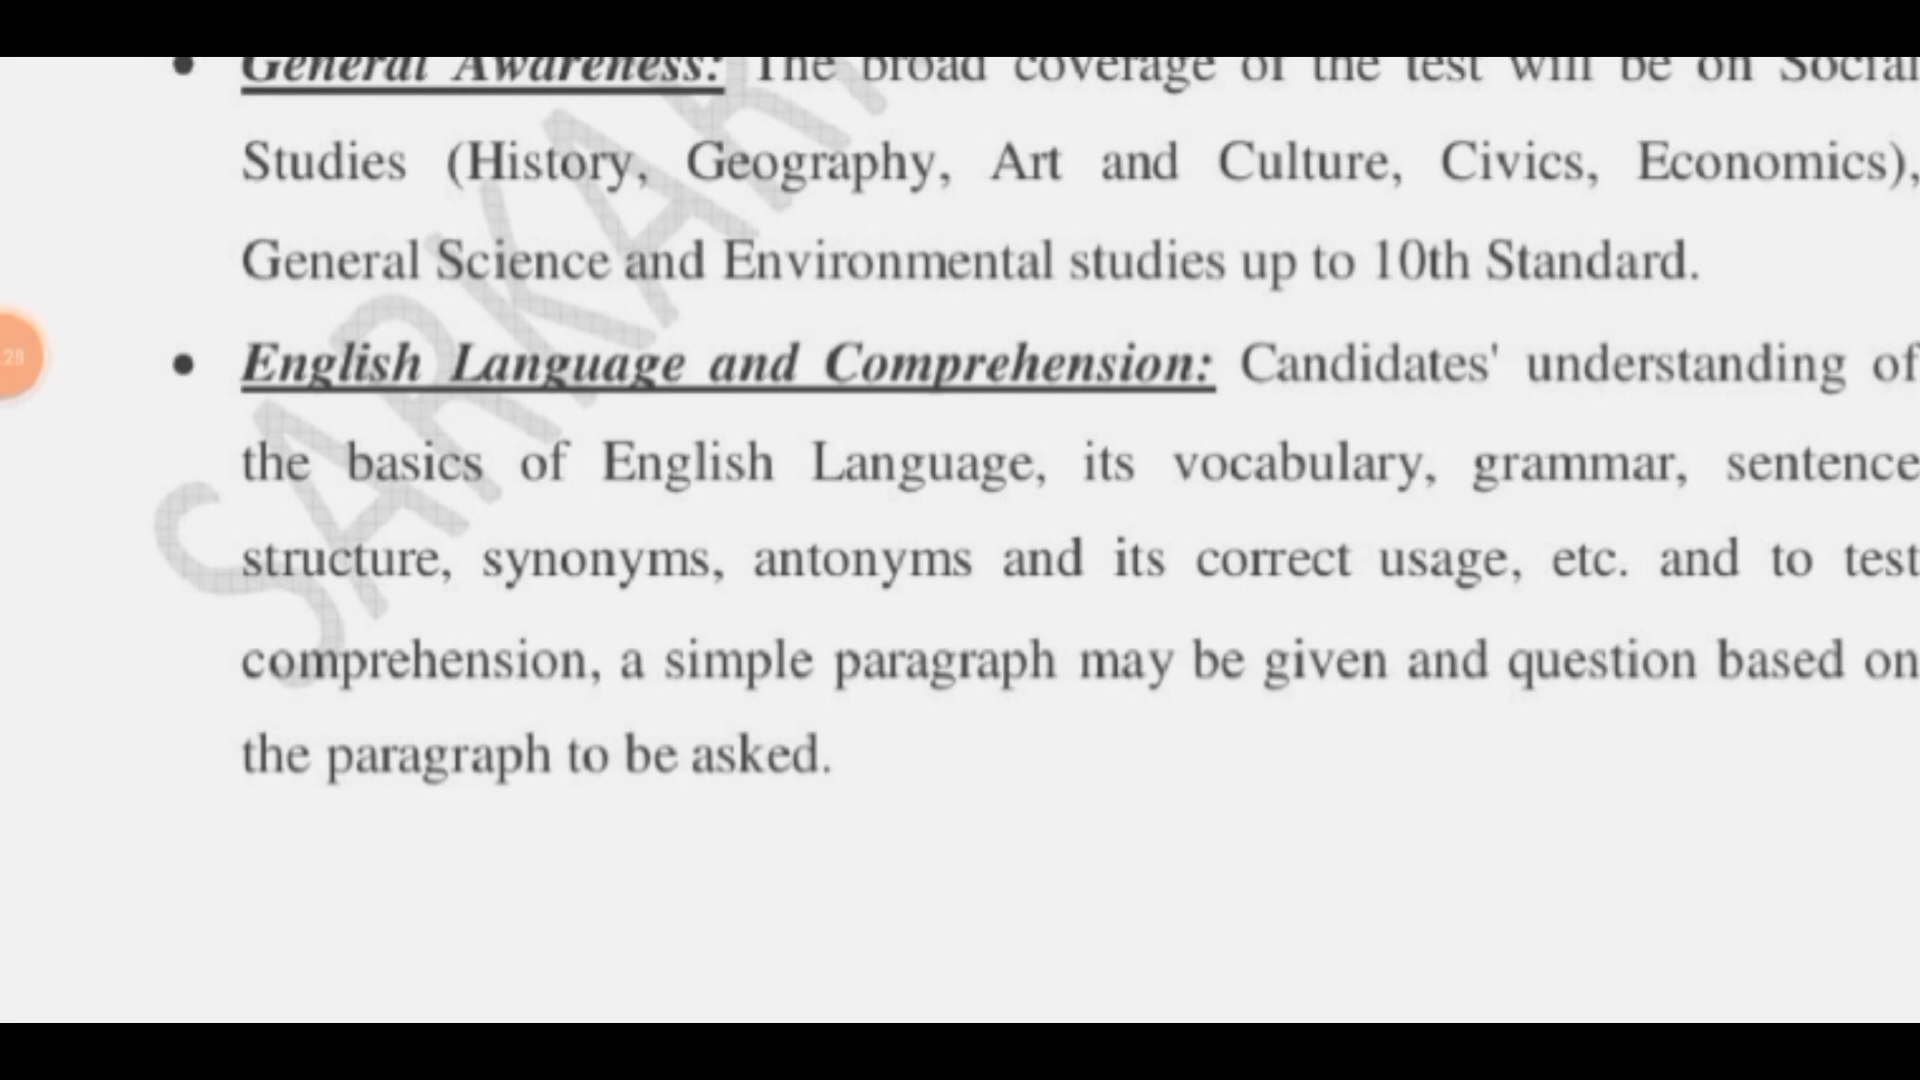 • General Awareness: The broad coverage of the test will be on Social
Studies (History, Geography, Art and Culture, Civics, Economics),
General Science and Environmental studies up to 10th Standard.
28
• English Language and Comprehension: Candidates' understanding of
the basics of English Language, its vocabulary, grammar, sentence
structure, synonyms, antonyms and its correct usage, etc. and to test
comprehension, a simple paragraph may be given and question based on
the paragraph to be asked.
SARKAR